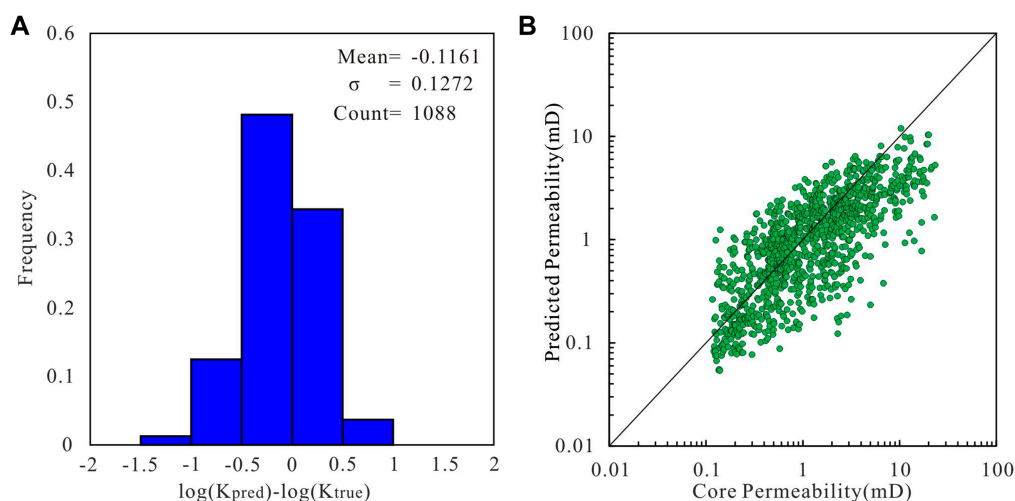 A
0.6
0.5
0.4
0.3
0.2
0.1
0
Frequency
Mean= -0.1161
σ = 0.1272
Count= 1088
-2 -1.5 -1 -0.5 0 0.5 1 1.5 2
log(Kpred)-log(Ktrue)
B
100
10
1
0.1
0.01
Predicted Permeability(mD)
0.01 0.1 1 10 100
Core Permeability(mD)